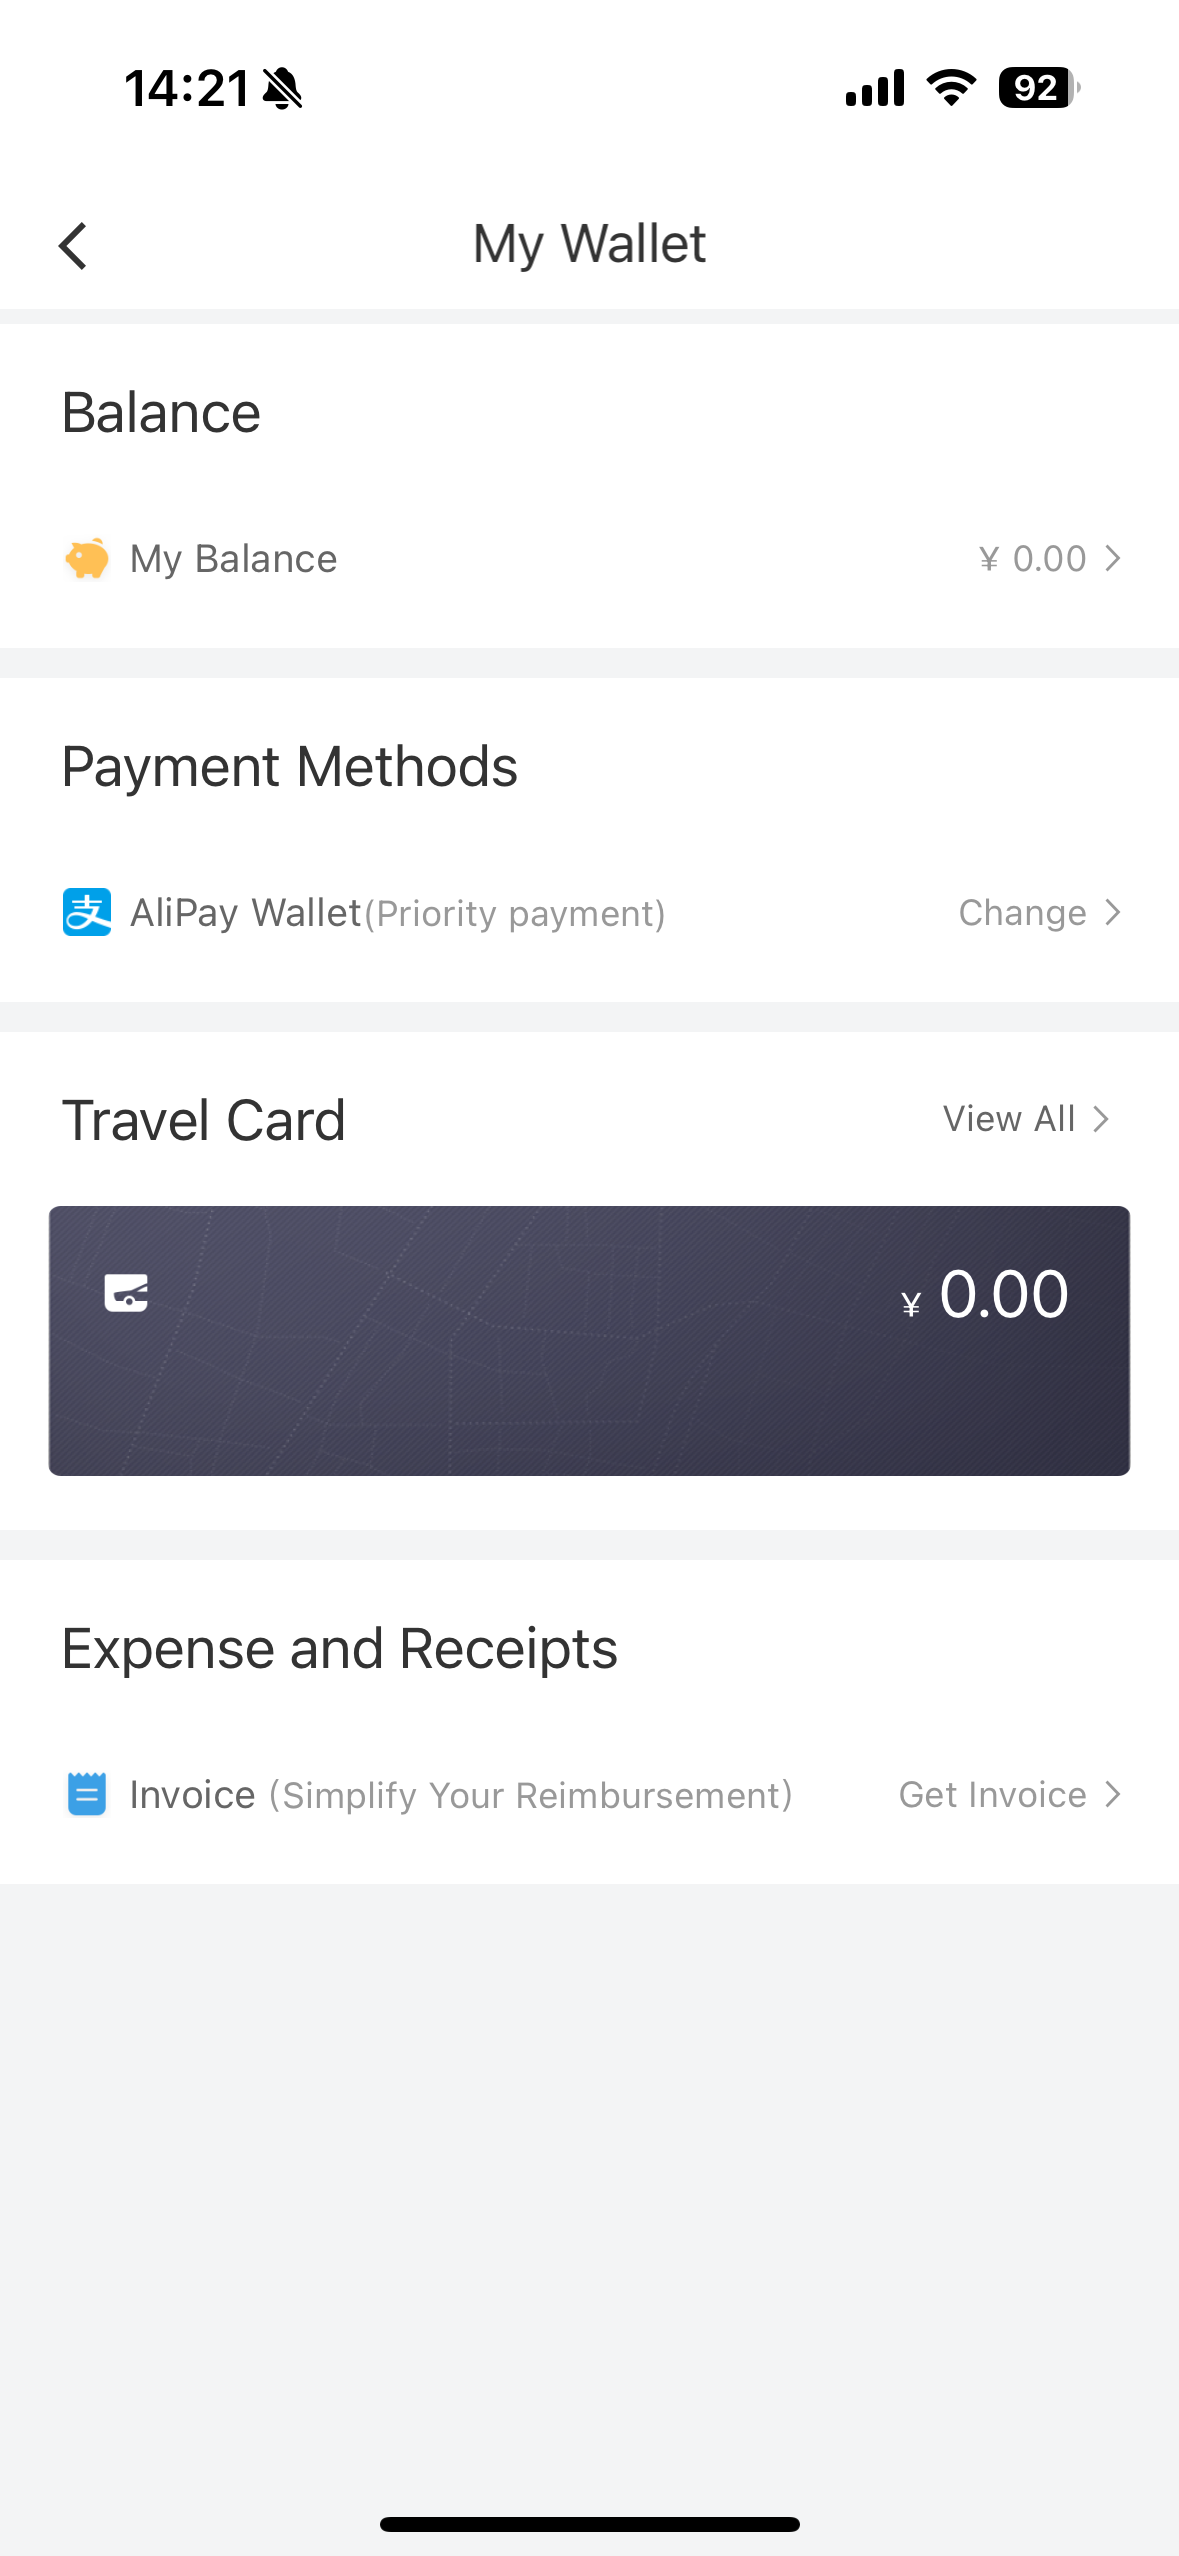 14:21
92
My Wallet
Balance
My Balance
¥ 0.00
Payment Methods
支
AliPay Wallet(Priority payment)
Change
Travel Card
View All
¥ 0.00
Expense and Receipts
Invoice (Simplify Your Reimbursement)
Get Invoice